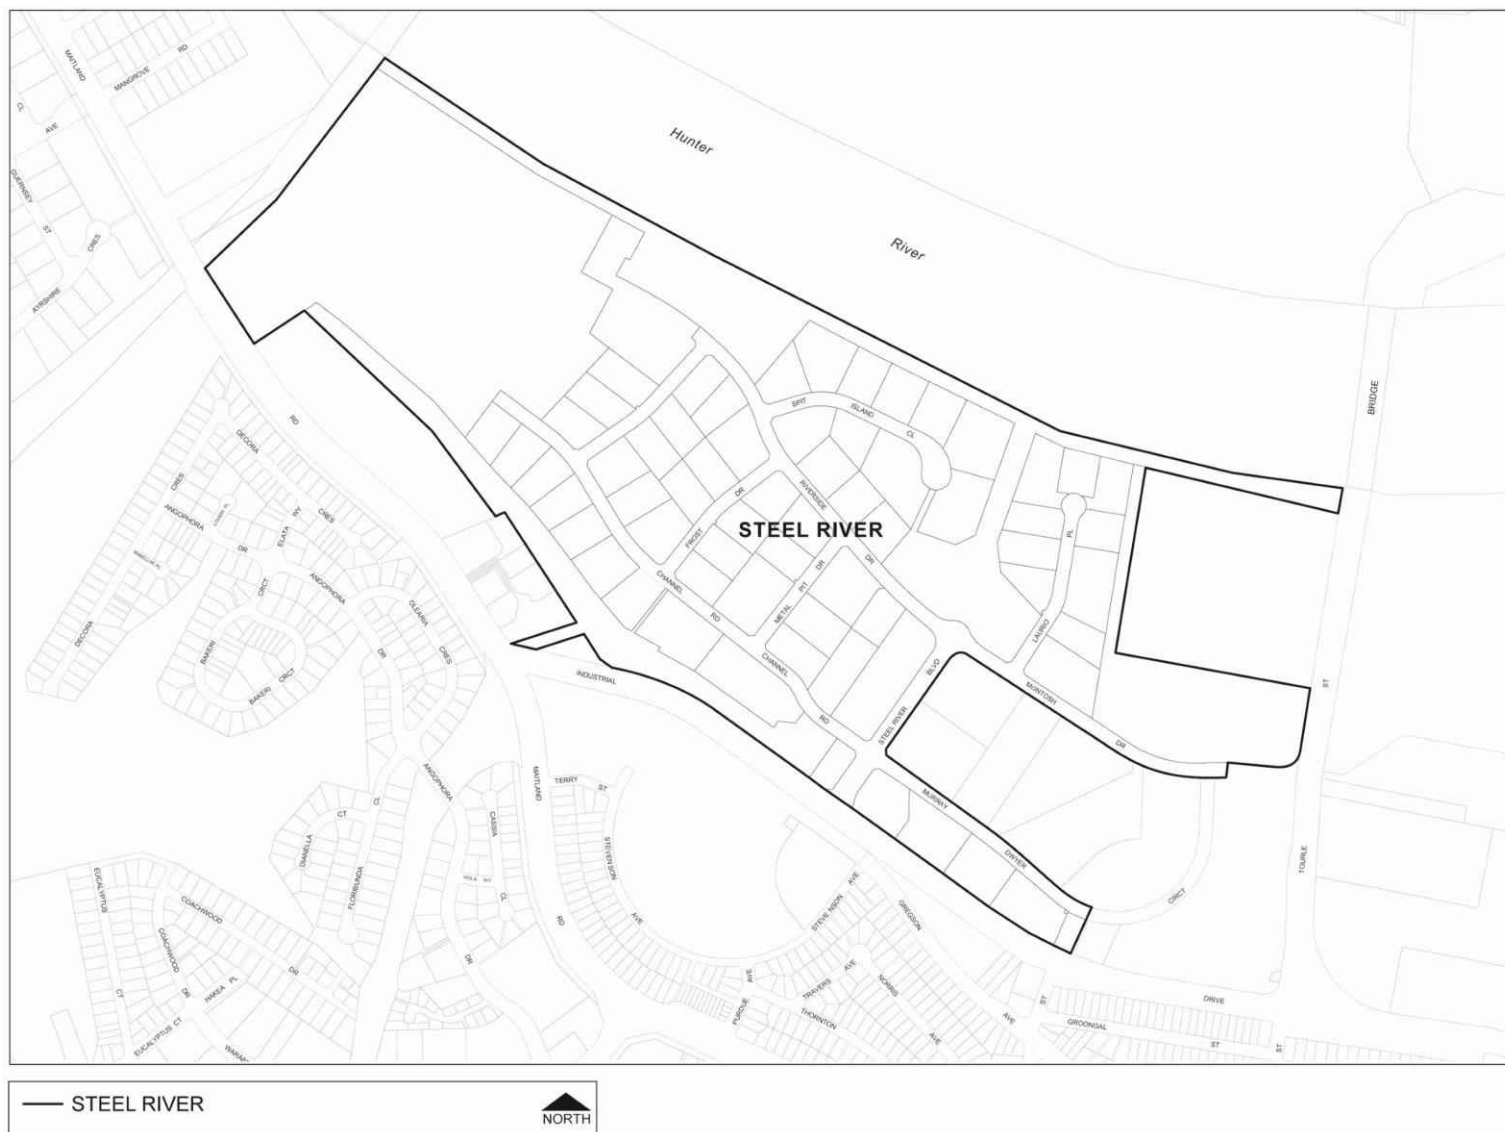 MAITLAND
MANGROVE RD
CL
AVE
GUERNSEY
ST
CRES
AYRSHIRE
Hunter
River
BRIDGE
RD
DECORA
CRES
CRES
ANGOPHORA
DR
ELATA WY
CRCT
ANGOPHORA
OLEARIA
CRES
DR
BAKERI
BAKERI CRCT
DECORA
SPIT
ISLAND
CL
RIVERSIDE
DR
STEEL RIVER
FROST
DR
METAL PIT DR
CHANNEL
RD
CHANNEL
RD
LAURIO
PL
MCINTOSH
DR
STEEL RIVER
BLVD
MURRAY
DWYER
CIRCT
INDUSTRIAL
DRIVE
TOURLE
ST
MAITLAND
RD
TERRY
ST
STEVENSON
AVE
STEVENSON AVE
GREGSON
AVE
TRAVERS AVE
NORRIS
AVE
THORNTON
PURDUE
AVE
ST
GROONGAL
ST
ST
ANGOPHORA
DR
CASSIA
CL
DIANELLA
CT
CL
FLORIBUNDA
EUCALYPTUS
CT
COACHWOOD
DR
COACHWOOD
DR
HAKEA PL
EUCALYPTUS CT
STEEL RIVER
NORTH